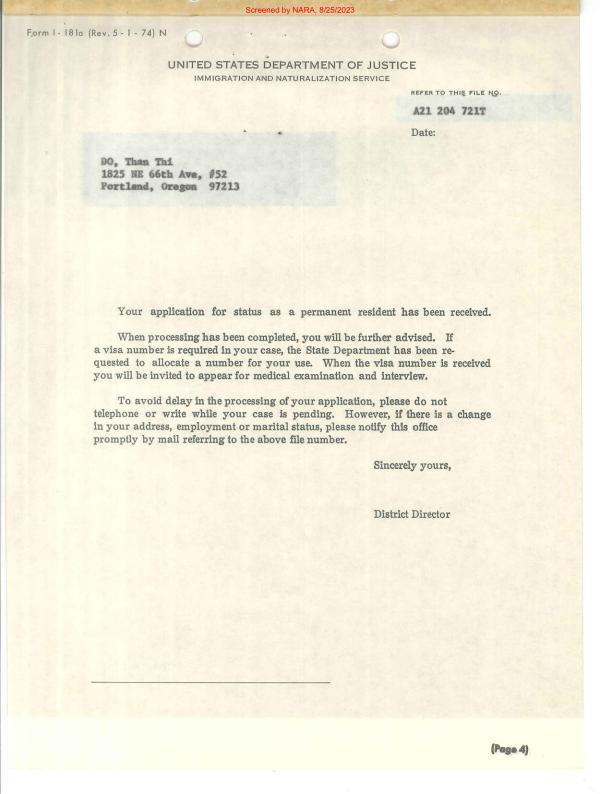 Screened by NARA, 8/25/2023
Form I - 181a (Rev. 5 - 1 - 74) N
UNITED STATES DEPARTMENT OF JUSTICE
IMMIGRATION AND NATURALIZATION SERVICE
REFER TO THIS FILE NO.
A21 204 721T
Date:
DO, Than Thi
1825 NE 66th Ave, #52
Portland, Oregon 97213
Your application for status as a permanent resident has been received.
When processing has been completed, you will be further advised. If
a visa number is required in your case, the State Department has been re-
quested to allocate a number for your use. When the visa number is received
you will be invited to appear for medical examination and interview.
To avoid delay in the processing of your application, please do not
telephone or write while your case is pending. However, if there is a change
in your address, employment or marital status, please notify this office
promptly by mail referring to the above file number.
Sincerely yours,
District Director
(Page 4)